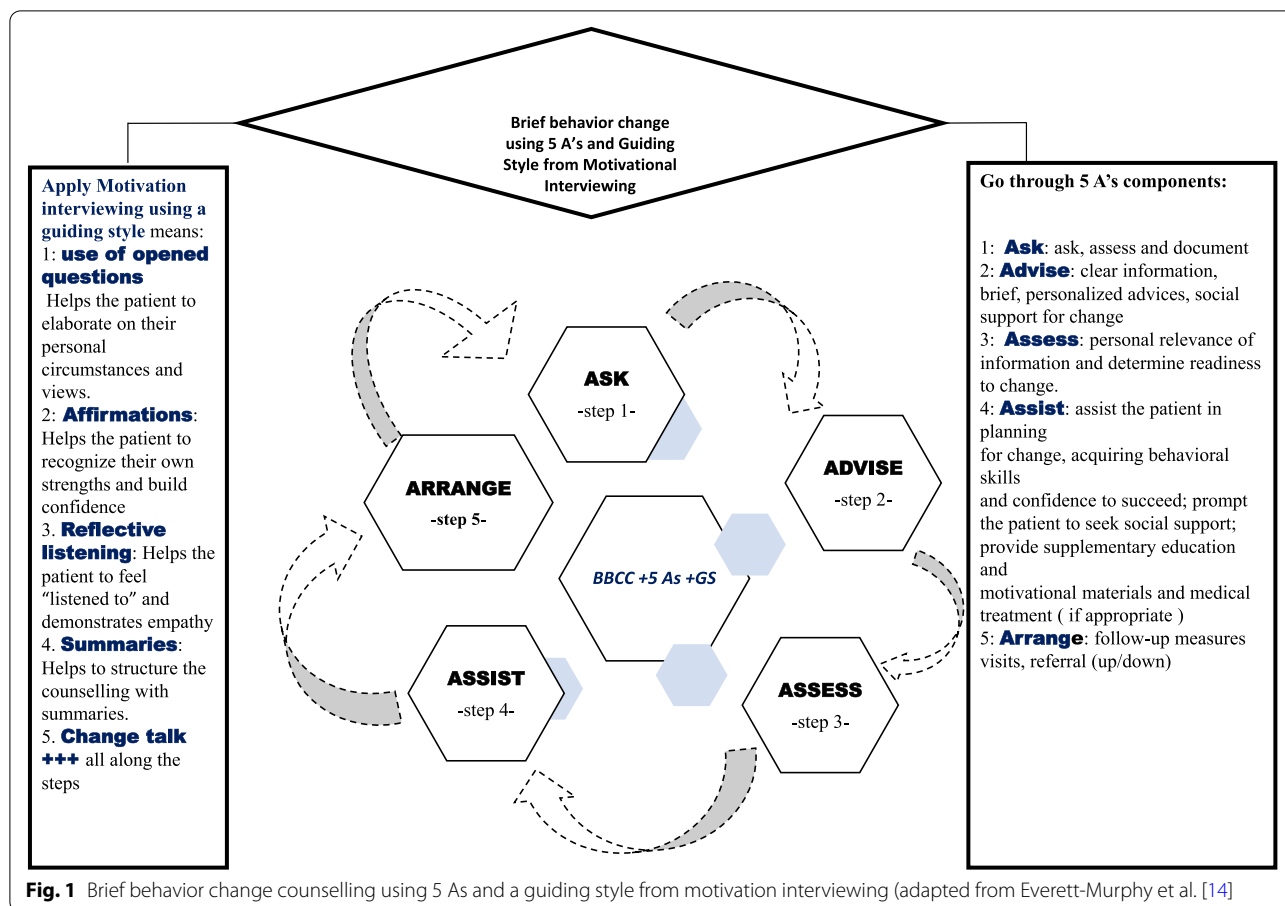 Brief behavior change
using 5 A's and Guiding
Style from Motivational
Interviewing
Apply Motivation
interviewing using a
guiding style means:
1: use of opened
questions
Helps the patient to
elaborate on their
personal
circumstances and
views.
2: Affirmations:
Helps the patient to
recognize their own
strengths and build
confidence
3. Reflective
listening: Helps the
patient to feel
"listened to" and
demonstrates empathy
4. Summaries:
Helps to structure the
counselling with
summaries.
5. Change talk
+++ all along the
steps
ASK
-step 1-
ADVISE
-step 2-
ASSESS
-step 3-
ASSIST
-step 4-
ARRANGE
-step 5-
BBCC +5 As +GS
Go through 5 A's components:
1: Ask: ask, assess and document
2: Advise: clear information,
brief, personalized advices, social
support for change
3: Assess: personal relevance of
information and determine readiness
to change.
4: Assist: assist the patient in
planning
for change, acquiring behavioral
skills
and confidence to succeed; prompt
the patient to seek social support;
provide supplementary education
and
motivational materials and medical
treatment ( if appropriate )
5: Arrange: follow-up measures
visits, referral (up/down)
Fig. 1 Brief behavior change counselling using 5 As and a guiding style from motivation interviewing (adapted from Everett-Murphy et al. [14]